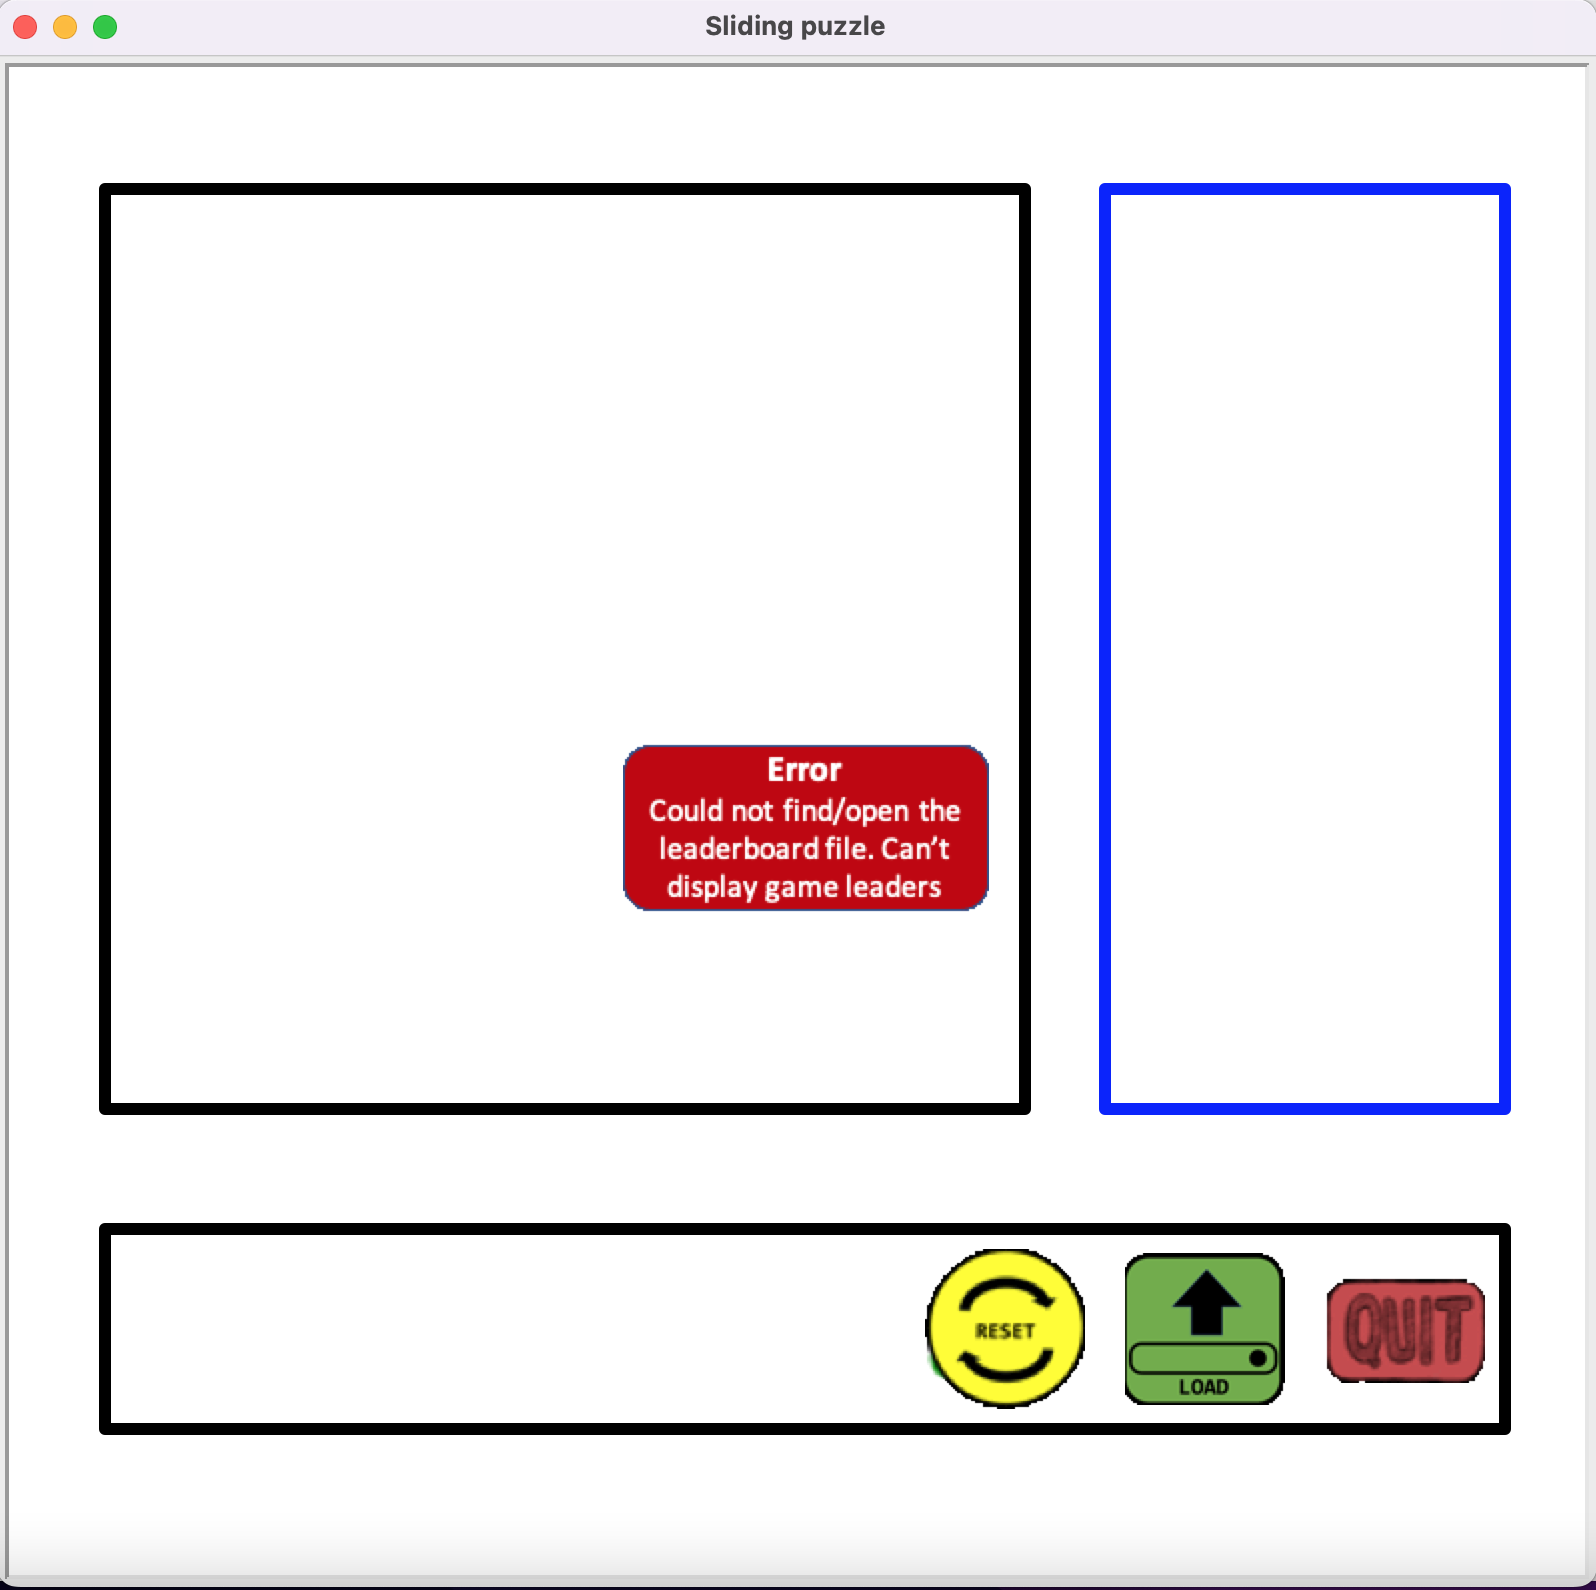 Sliding puzzle
Error
Could not find/open the
leaderboard file. Can’t
display game leaders
RESET
LOAD
QUIT